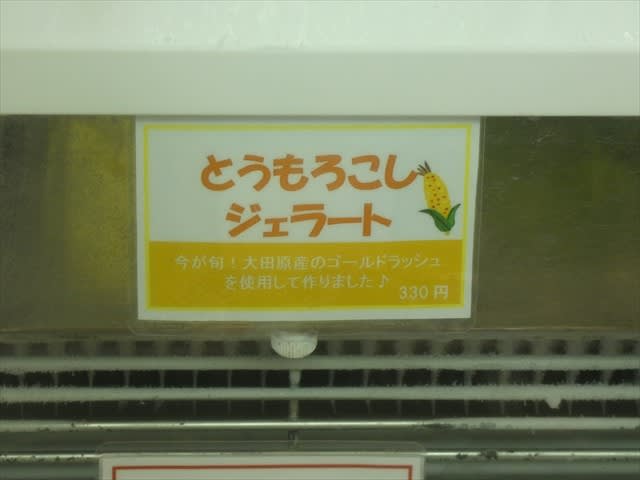 とうもろこし
ジェラート
今が旬！大田原産のゴールドラッシュ
を使用して作りました♪
330円